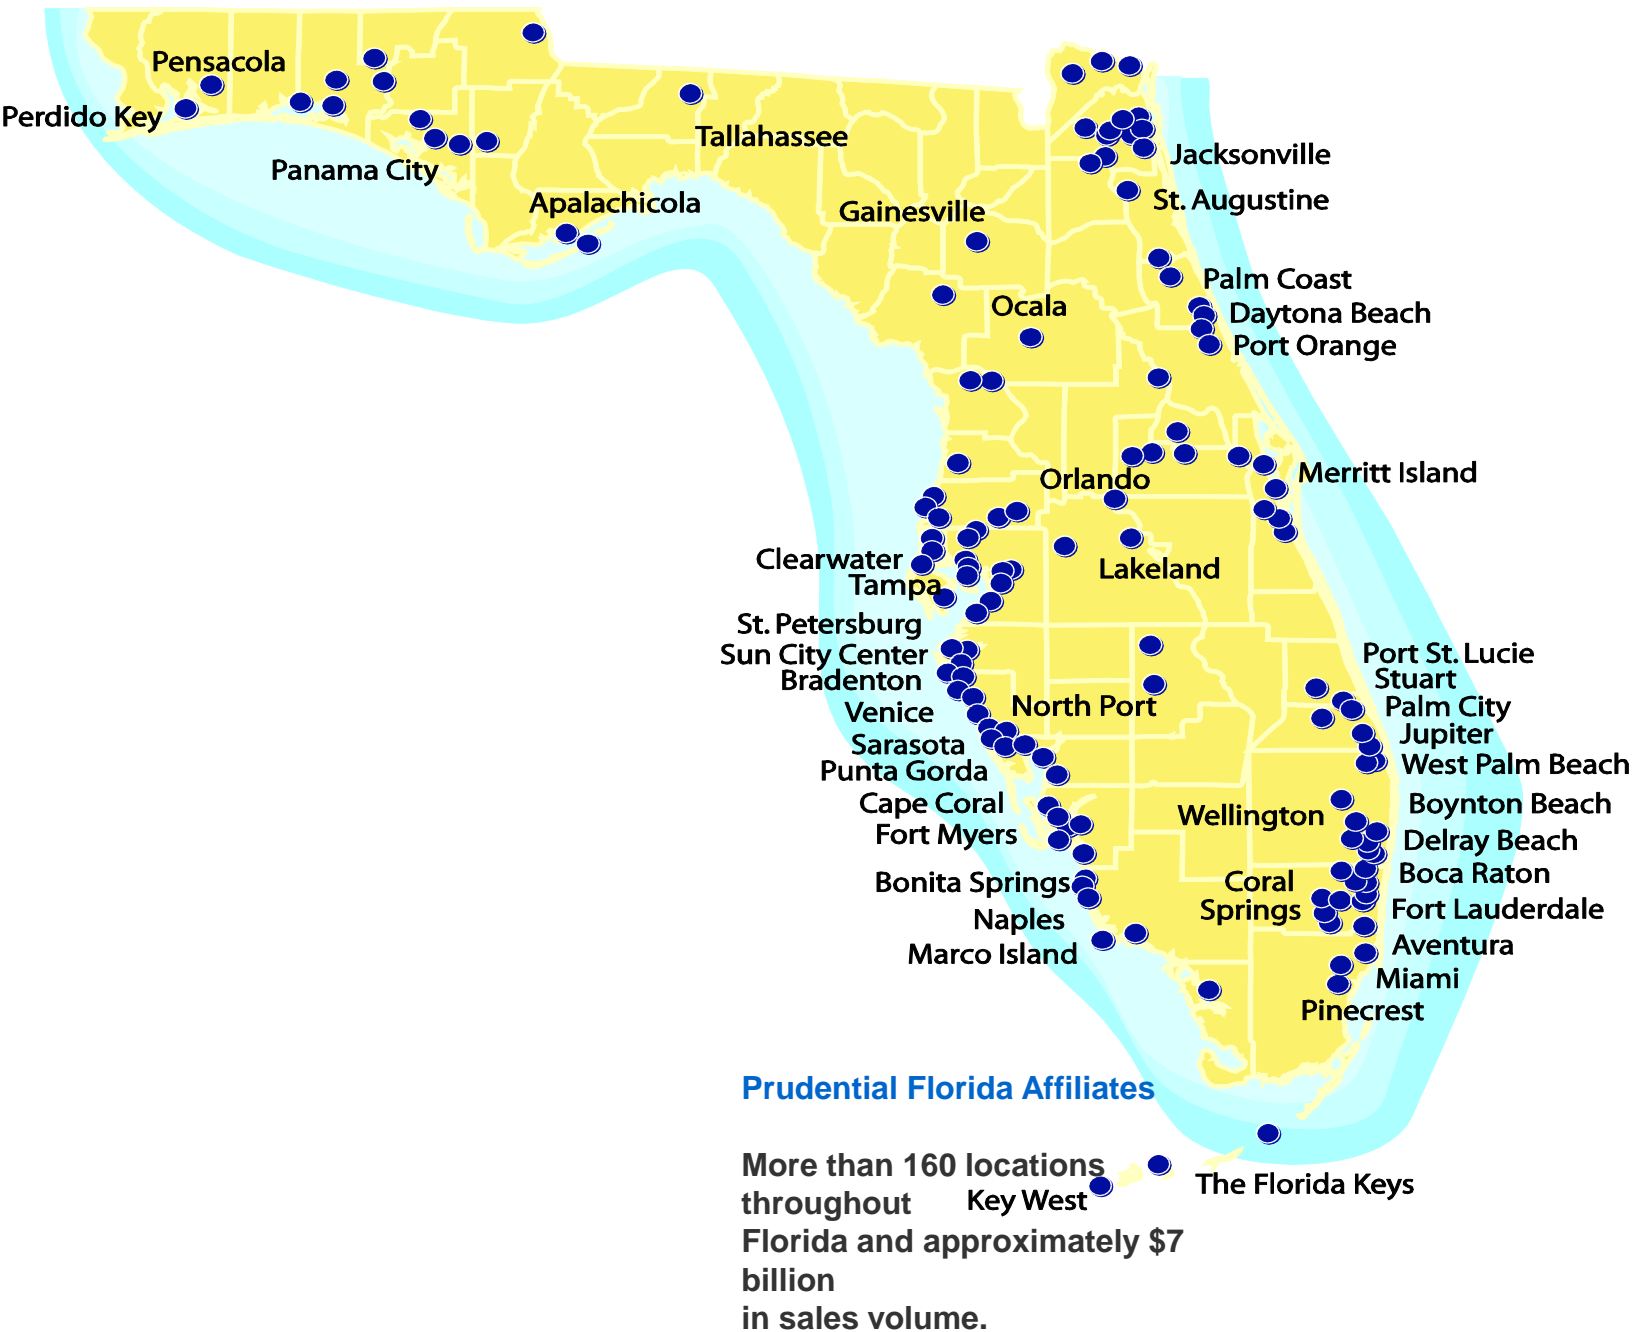 Pensacola
Perdido Key
Panama City
Tallahassee
Apalachicola
Jacksonville
St. Augustine
Gainesville
Palm Coast
Ocala
Daytona Beach
Port Orange
Merritt Island
Orlando
Clearwater
Lakeland
Tampa
St. Petersburg
Sun City Center
Bradenton
North Port
Venice
Sarasota
Punta Gorda
Cape Coral
Fort Myers
Bonita Springs
Naples
Marco Island
Port St. Lucie
Stuart
Palm City
Jupiter
West Palm Beach
Wellington
Boynton Beach
Delray Beach
Boca Raton
Coral
Springs
Fort Lauderdale
Aventura
Miami
Pinecrest
The Florida Keys
Key West
Prudential Florida Affiliates
More than 160 locations
throughout
Florida and approximately $7
billion
in sales volume.